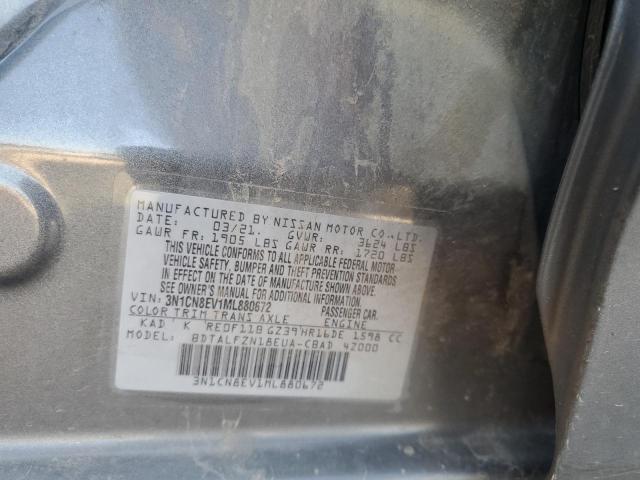 MANUFACTURED BY NISSAN MOTOR CO.,LTD.
DATE: 03/21. GVWR: 3624 LBS
GAWR FR: 1905 LBS GAWR RR: 1720 LBS
THIS VEHICLE CONFORMS TO ALL APPLICABLE FEDERAL MOTOR
VEHICLE SAFETY, BUMPER AND THEFT PREVENTION STANDARDS
IN EFFECT ON THE DATE OF MANUFACTURE SHOWN ABOVE.
SEE OWNER'S MANUAL FOR ADDITIONAL INFORMATION.
VIN: 3N1CN8EV1ML880672 PASSENGER CAR.
COLOR TRIM TRANS AXLE ENGINE
KAD K RE0F11B GZ39 HR16DE 1598 CC
MODEL: BDTALFZN18EUA-CBAD 4Z000
3N1CN8EV1ML880672